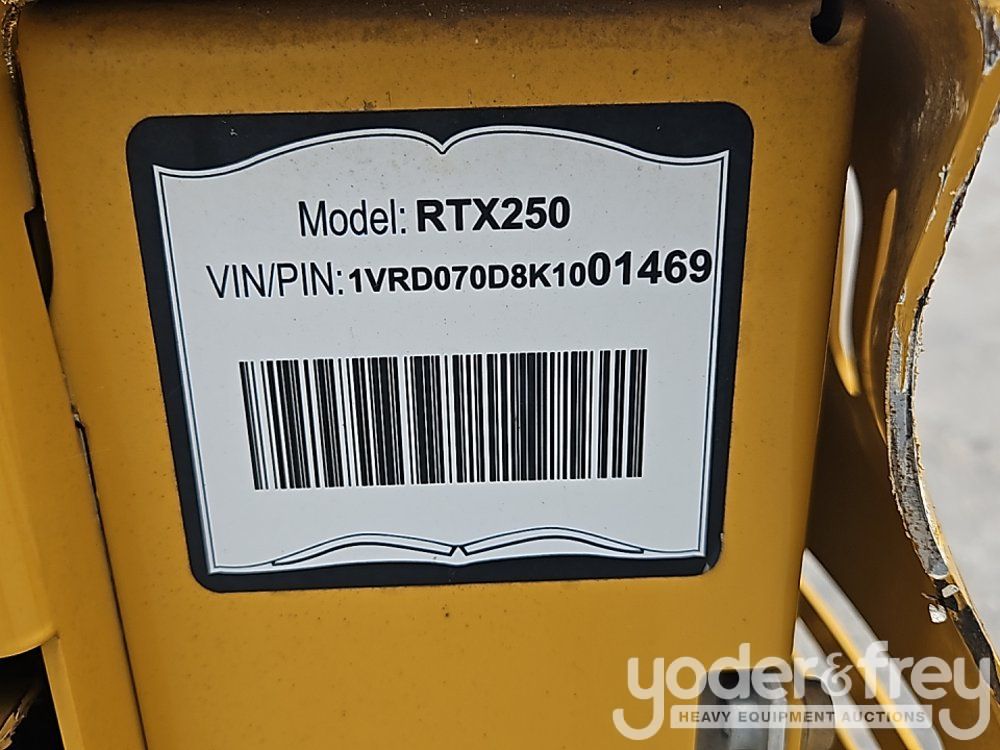 Model: RTX250
VIN/PIN: 1VRD070D8K1001469
yoder&frey
HEAVY EQUIPMENT AUCTIONS